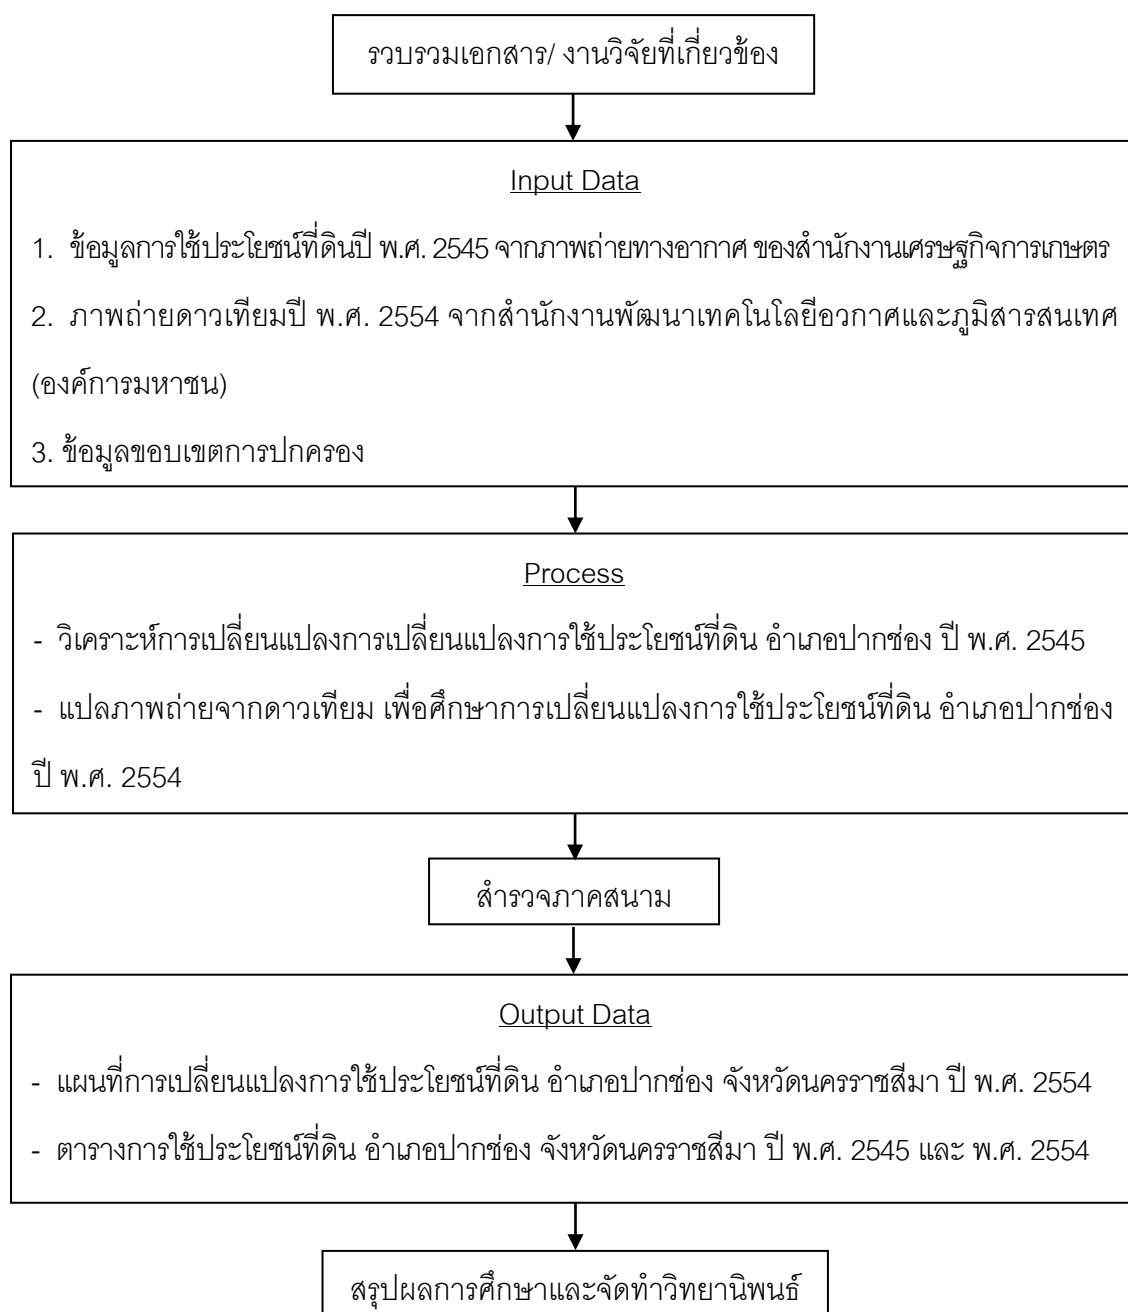 รวบรวมเอกสาร/ งานวิจัยที่เกี่ยวข้อง
Input Data
1. ข้อมูลการใช้ประโยชน์ที่ดินปี พ.ศ. 2545 จากภาพถ่ายทางอากาศ ของสำนักงานเศรษฐกิจการเกษตร
2. ภาพถ่ายดาวเทียมปี พ.ศ. 2554 จากสำนักงานพัฒนาเทคโนโลยีอวกาศและภูมิสารสนเทศ
(องค์การมหาชน)
3. ข้อมูลขอบเขตการปกครอง
Process
- วิเคราะห์การเปลี่ยนแปลงการเปลี่ยนแปลงการใช้ประโยชน์ที่ดิน อำเภอปากช่อง ปี พ.ศ. 2545
- แปลภาพถ่ายจากดาวเทียม เพื่อศึกษาการเปลี่ยนแปลงการใช้ประโยชน์ที่ดิน อำเภอปากช่อง
ปี พ.ศ. 2554
สำรวจภาคสนาม
Output Data
- แผนที่การเปลี่ยนแปลงการใช้ประโยชน์ที่ดิน อำเภอปากช่อง จังหวัดนครราชสีมา ปี พ.ศ. 2554
- ตารางการใช้ประโยชน์ที่ดิน อำเภอปากช่อง จังหวัดนครราชสีมา ปี พ.ศ. 2545 และ พ.ศ. 2554
สรุปผลการศึกษาและจัดทำวิทยานิพนธ์